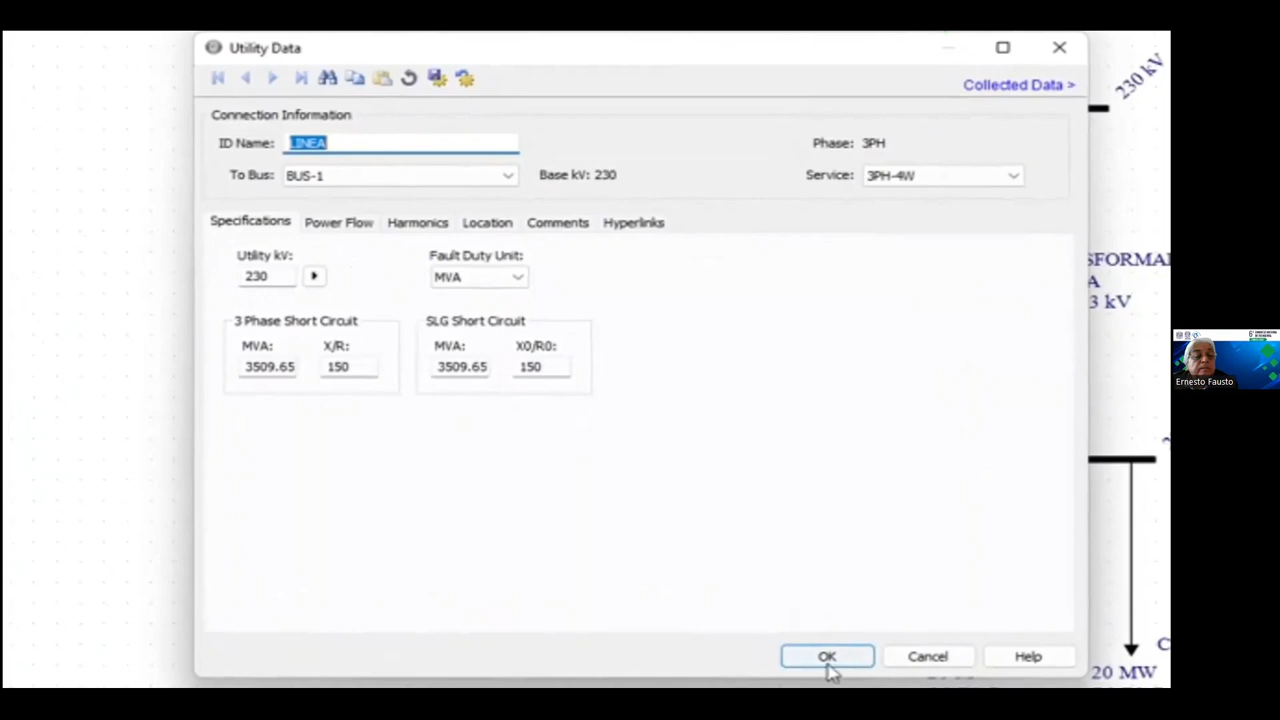 Utility Data
Collected Data >
Connection Information
ID Name: LINEA
Phase: 3PH
To Bus: BUS-1
Base kV: 230
Service: 3PH-4W
Specifications
Power Flow
Harmonics
Location
Comments
Hyperlinks
Utility kV:
230
Fault Duty Unit:
MVA
3 Phase Short Circuit
MVA: X/R:
3509.65 150
SLG Short Circuit
MVA: X0/R0:
3509.65 150
OK
Cancel
Help
230 kV
SFORMA
A
3 kV
20 MW
Ernesto Fausto